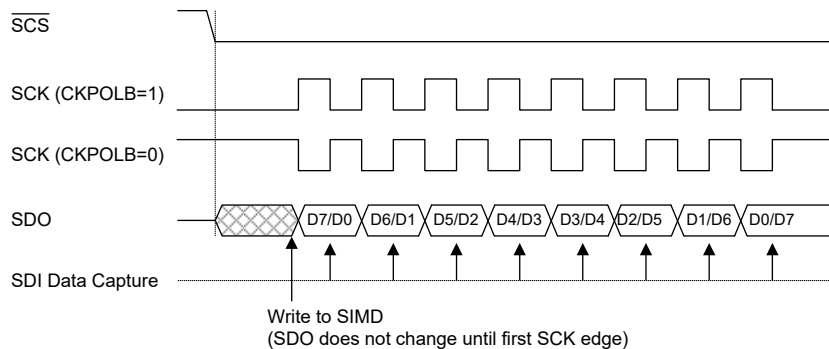 SCS
SCK (CKPOLB=1)
SCK (CKPOLB=0)
SDO D7/D0 D6/D1 D5/D2 D4/D3 D3/D4 D2/D5 D1/D6 D0/D7
SDI Data Capture
Write to SIMD
(SDO does not change until first SCK edge)